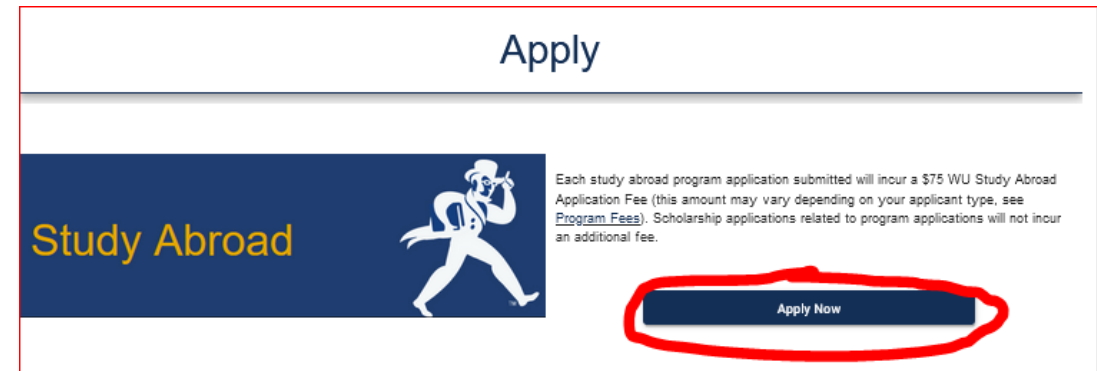 Apply
Study Abroad
Each study abroad program application submitted will incur a $75 WU Study Abroad
Application Fee (this amount may vary depending on your applicant type, see
Program Fees). Scholarship applications related to program applications will not incur
an additional fee.
Apply Now